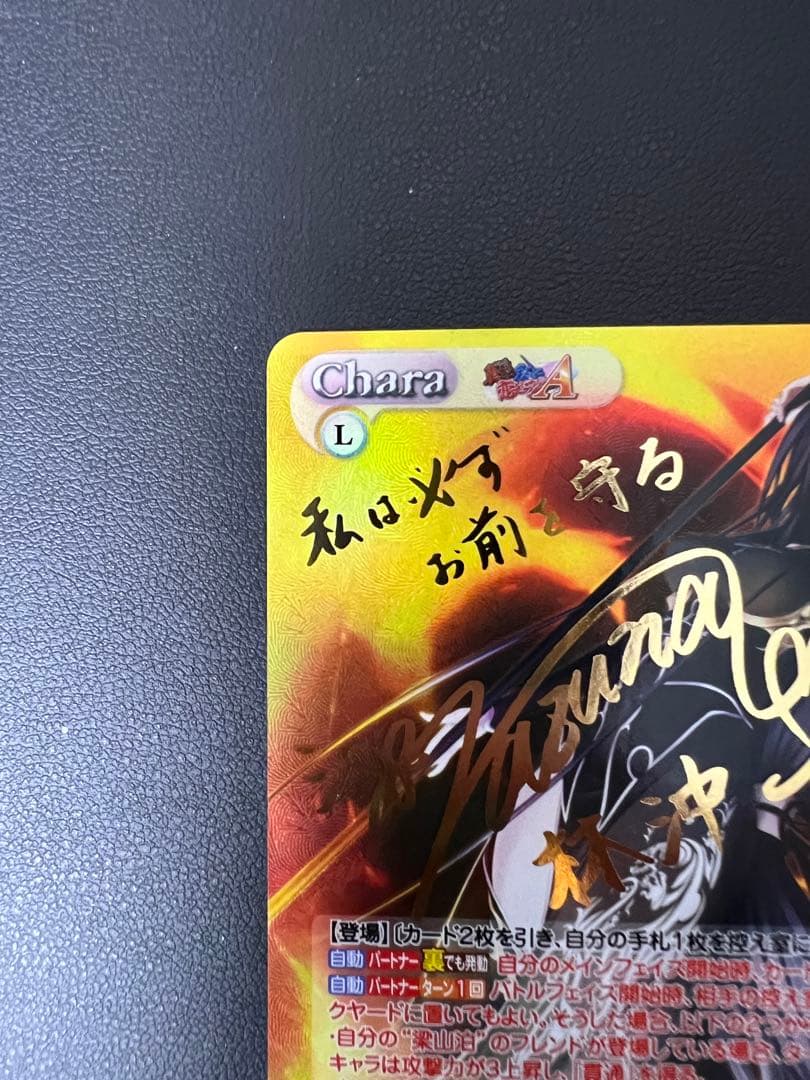 Chara
A
L
私は必ず
お前を守る
Kazuna
林冲
【登場】〔カード2枚を引き、自分の手札1枚を控え室に
自動 パートナー 裏でも発動 自分のメインフェイズ開始時、カー
自動 パートナー ターン1回 バトルフェイズ開始時、相手の控え
クヤードに置いてもよい。そうした場合、以下の2つが
・自分の“梁山泊”のフレンドが登場している場合、タ
キャラは攻撃力が3上昇し、『貫通』を得る